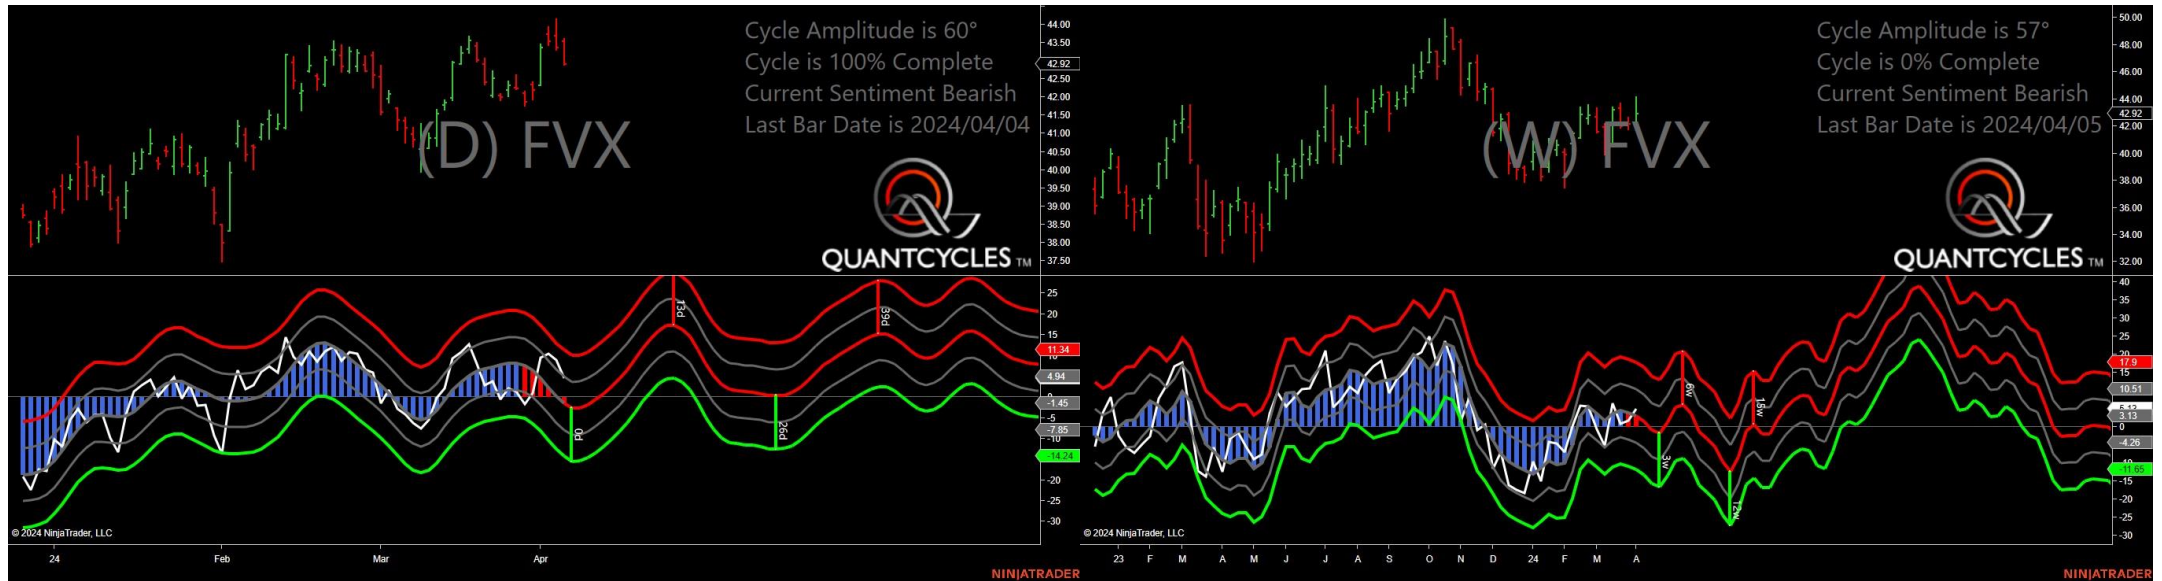 Cycle Amplitude is 60°
Cycle is 100% Complete
Current Sentiment Bearish
Last Bar Date is 2024/04/04
(D) FVX
QUANTCYCLES TM
44.00
43.50
42.92
42.50
42.00
41.50
41.00
40.50
40.00
39.50
39.00
38.50
38.00
37.50
25
20
15
11.34
10
4.94
0
-1.45
-5
-7.85
-10
-14.24
-20
-25
-30
13d
39d
0d
26d
© 2024 NinjaTrader, LLC
24 Feb Mar Apr
NINJATRADER
Cycle Amplitude is 57°
Cycle is 0% Complete
Current Sentiment Bearish
Last Bar Date is 2024/04/05
(W) FVX
QUANTCYCLES TM
50.00
48.00
46.00
44.00
42.92
42.00
40.00
38.00
36.00
34.00
32.00
40
35
30
25
20
17.9
15
10.51
3.13
0
-4.26
-10
-11.65
-15
-20
-25
-30
6w
18w
3w
12w
© 2024 NinjaTrader, LLC
23 F M A M J J A S O N D 24 F M A
NINJATRADER